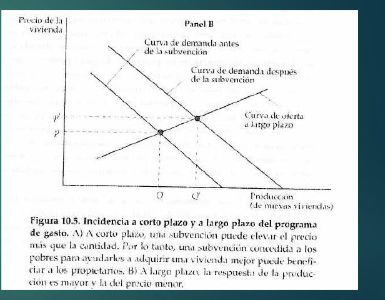 Panel B
Precio de la
vivienda
Curva de demanda antes
de la subvención
Curva de demanda después
de la subvención
Curva de oferta
a largo plazo
P'
P
Q
Q'
Producción
(de nuevas viviendas)
Figura 10.5. Incidencia a corto plazo y a largo plazo del programa
de gasto. A) A corto plazo, una subvención puede elevar el precio
más que la cantidad. Por lo tanto, una subvención concedida a los
pobres para ayudarles a adquirir una vivienda mejor puede benefi-
ciar a los propietarios. B) A largo plazo, la respuesta de la produc-
ción es mayor y la del precio menor.